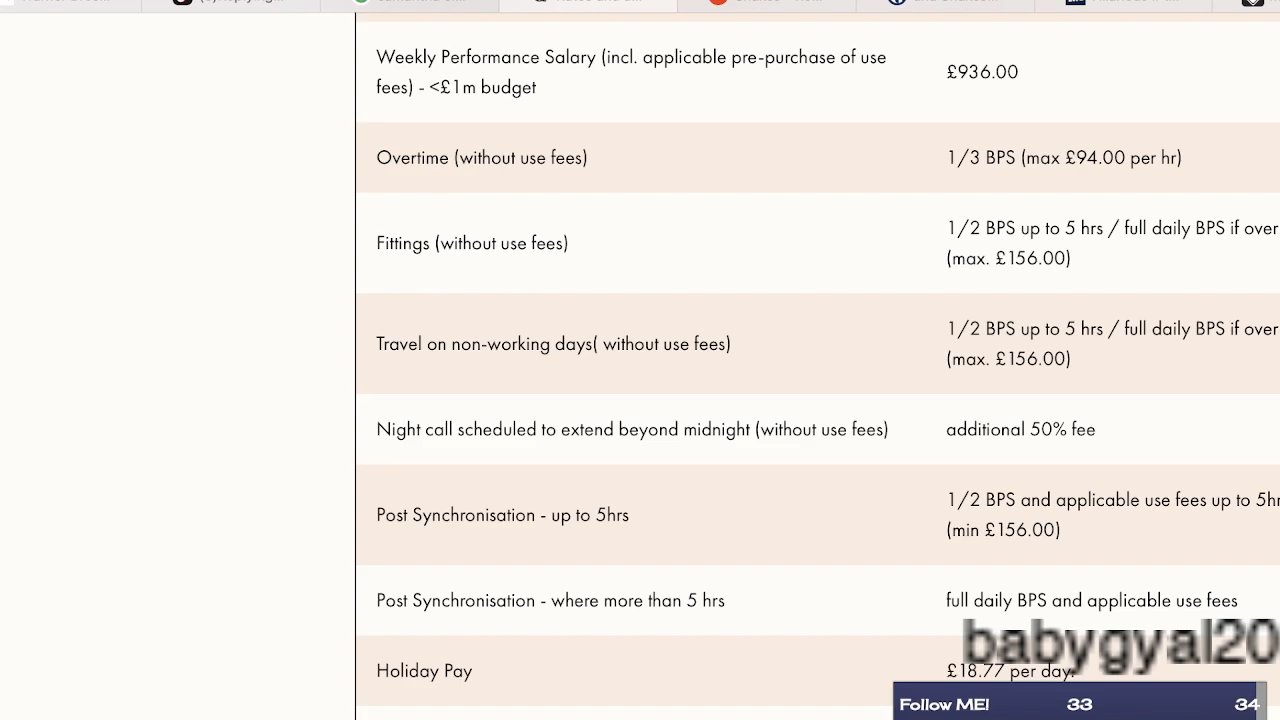 Weekly Performance Salary (incl. applicable pre-purchase of use
fees) - <£1m budget
£936.00
Overtime (without use fees)
1/3 BPS (max £94.00 per hr)
Fittings (without use fees)
1/2 BPS up to 5 hrs / full daily BPS if over
(max. £156.00)
Travel on non-working days( without use fees)
1/2 BPS up to 5 hrs / full daily BPS if over
(max. £156.00)
Night call scheduled to extend beyond midnight (without use fees)
additional 50% fee
Post Synchronisation - up to 5hrs
1/2 BPS and applicable use fees up to 5hr
(min £156.00)
Post Synchronisation - where more than 5 hrs
full daily BPS and applicable use fees
babygyal20
Holiday Pay
£18.77 per day.
Follow ME! 33 34